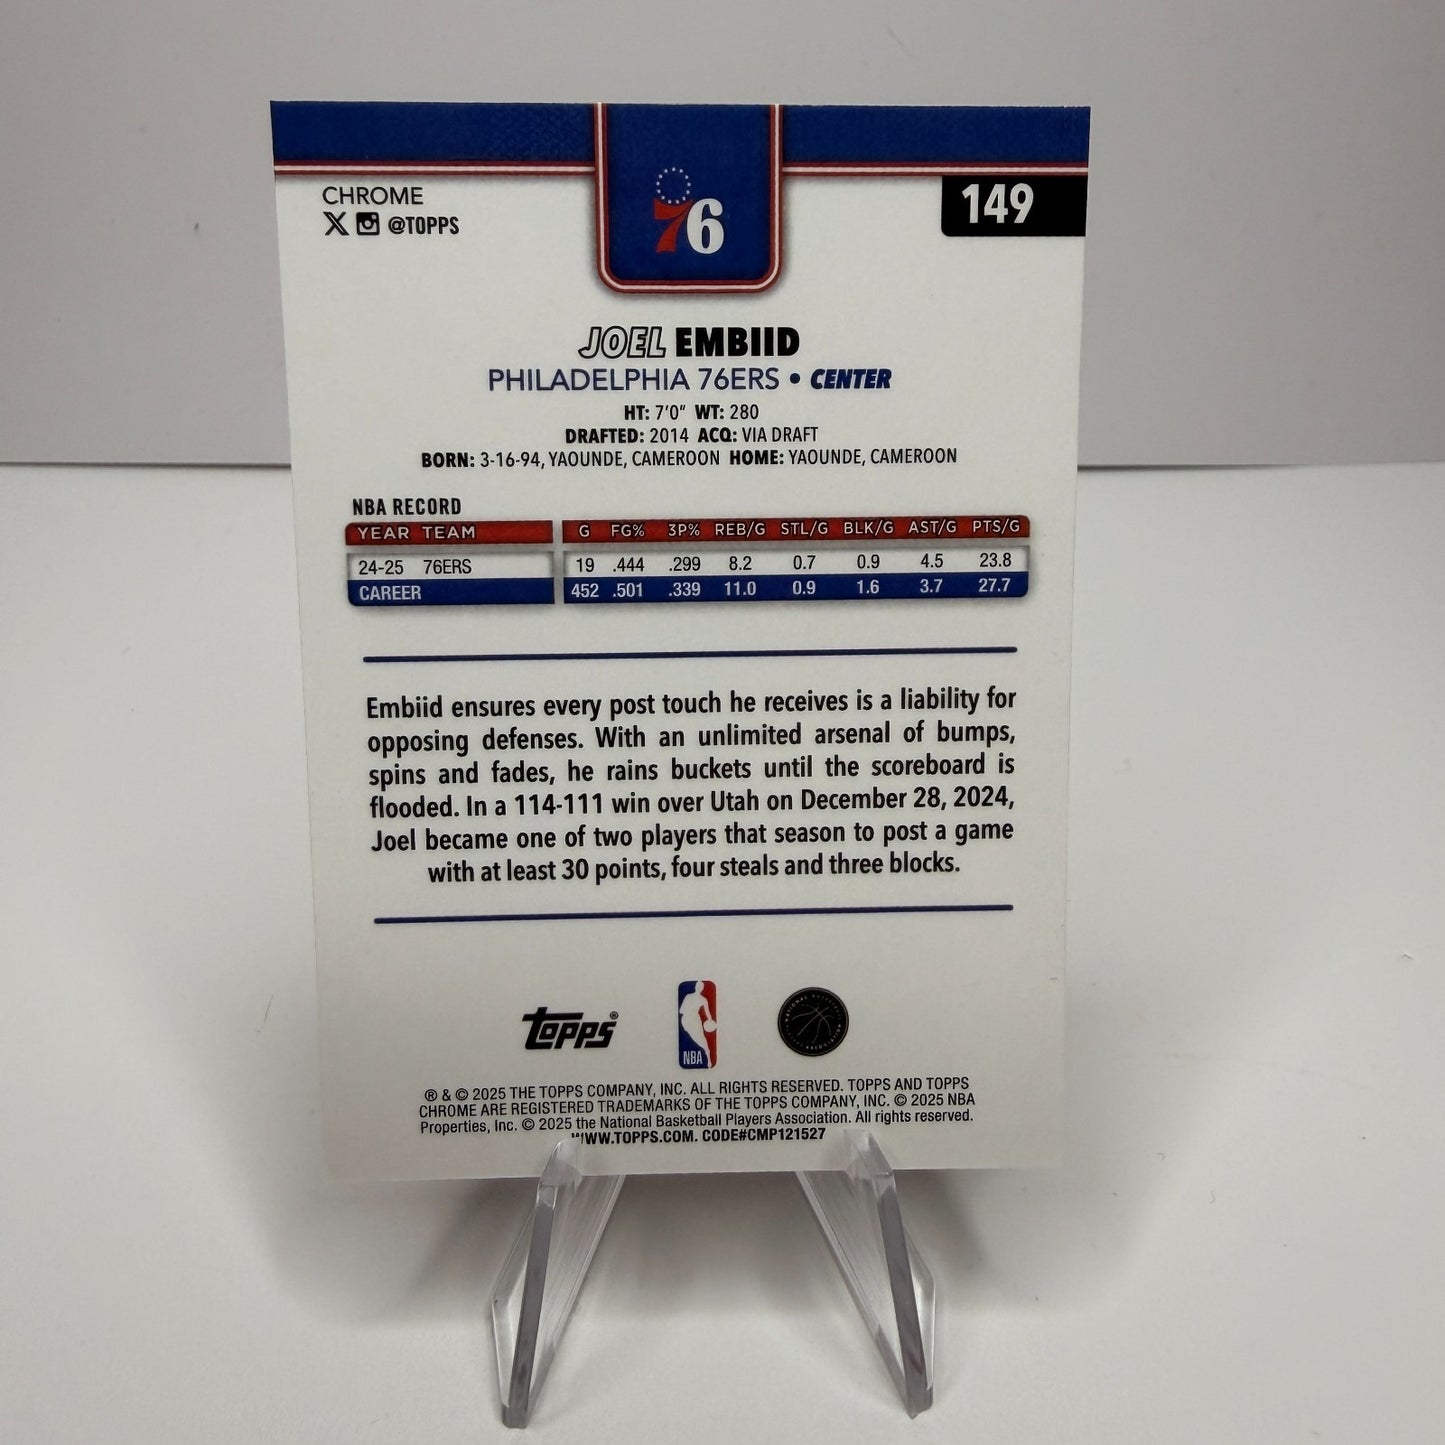 CHROME
@TOPPS
76
149
JOEL EMBIID
PHILADELPHIA 76ERS • CENTER
HT: 7'0" WT: 280
DRAFTED: 2014 ACQ: VIA DRAFT
BORN: 3-16-94, YAOUNDE, CAMEROON HOME: YAOUNDE, CAMEROON
NBA RECORD
YEAR TEAM G FG% 3P% REB/G STL/G BLK/G AST/G PTS/G
24-25 76ERS 19 .444 .299 8.2 0.7 0.9 4.5 23.8
CAREER 452 .501 .339 11.0 0.9 1.6 3.7 27.7
Embiid ensures every post touch he receives is a liability for
opposing defenses. With an unlimited arsenal of bumps,
spins and fades, he rains buckets until the scoreboard is
flooded. In a 114-111 win over Utah on December 28, 2024,
Joel became one of two players that season to post a game
with at least 30 points, four steals and three blocks.
topps®
NBA
® & © 2025 THE TOPPS COMPANY, INC. ALL RIGHTS RESERVED. TOPPS AND TOPPS
CHROME ARE REGISTERED TRADEMARKS OF THE TOPPS COMPANY, INC. © 2025 NBA
Properties, Inc. © 2025 the National Basketball Players Association. All rights reserved.
WWW.TOPPS.COM. CODE#CMP121527